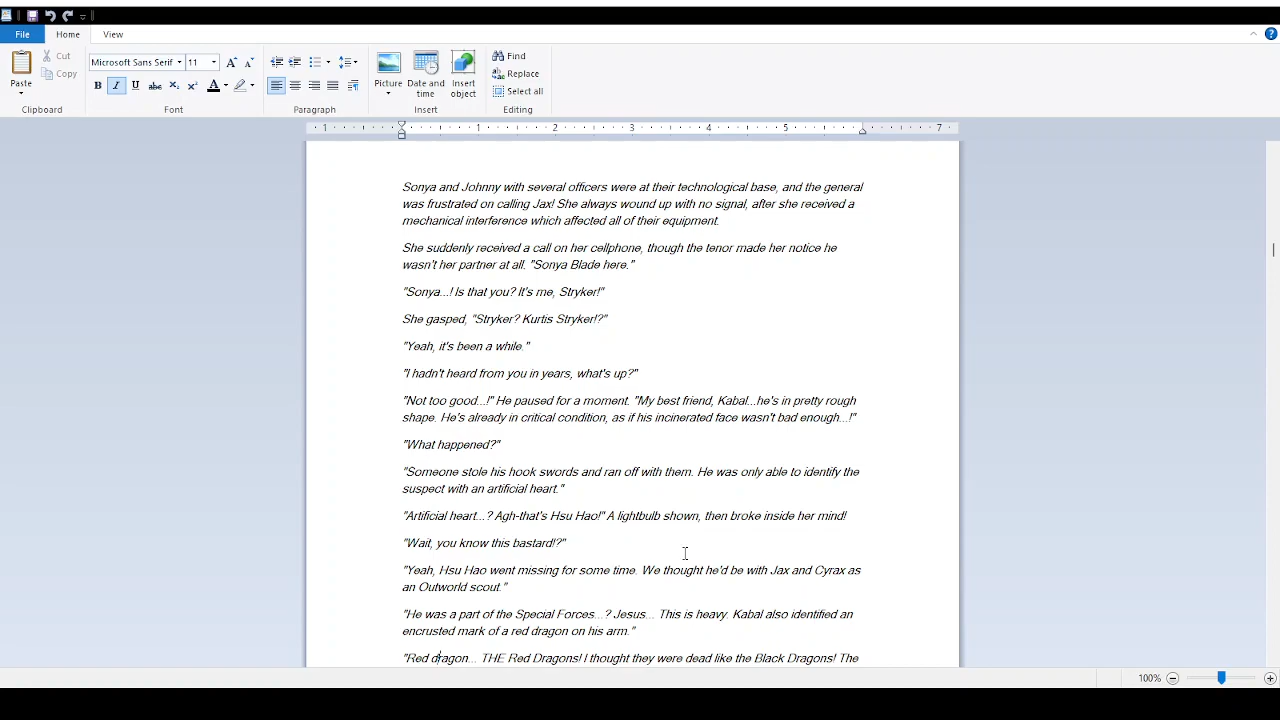 File Home View
Paste
Cut
Copy
Clipboard
Microsoft Sans Serif 11
Font
Paragraph
Picture
Date and time
Insert object
Insert
Find
Replace
Select all
Editing
1 1 2 3 4 5 7
Sonya and Johnny with several officers were at their technological base, and the general
was frustrated on calling Jax! She always wound up with no signal, after she received a
mechanical interference which affected all of their equipment.
She suddenly received a call on her cellphone, though the tenor made her notice he
wasn't her partner at all. "Sonya Blade here."
"Sonya...! Is that you? It's me, Stryker!"
She gasped, "Stryker? Kurtis Stryker!?"
"Yeah, it's been a while."
"I hadn't heard from you in years, what's up?"
"Not too good...!" He paused for a moment. "My best friend, Kabal...he's in pretty rough
shape. He's already in critical condition, as if his incinerated face wasn't bad enough...!"
"What happened?"
"Someone stole his hook swords and ran off with them. He was only able to identify the
suspect with an artificial heart."
"Artificial heart...? Agh-that's Hsu Hao!" A lightbulb shown, then broke inside her mind!
"Wait, you know this bastard!?"
"Yeah, Hsu Hao went missing for some time. We thought he'd be with Jax and Cyrax as
an Outworld scout."
"He was a part of the Special Forces...? Jesus... This is heavy. Kabal also identified an
encrusted mark of a red dragon on his arm."
"Red dragon... THE Red Dragons! I thought they were dead like the Black Dragons! The
100%